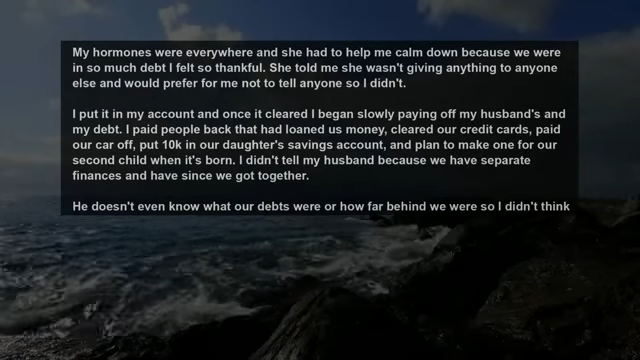 My hormones were everywhere and she had to help me calm down because we were
in so much debt I felt so thankful. She told me she wasn't giving anything to anyone
else and would prefer for me not to tell anyone so I didn't.
I put it in my account and once it cleared I began slowly paying off my husband's and
my debt. I paid people back that had loaned us money, cleared our credit cards, paid
our car off, put 10k in our daughter's savings account, and plan to make one for our
second child when it's born. I didn't tell my husband because we have separate
finances and have since we got together.
He doesn't even know what our debts were or how far behind we were so I didn't think